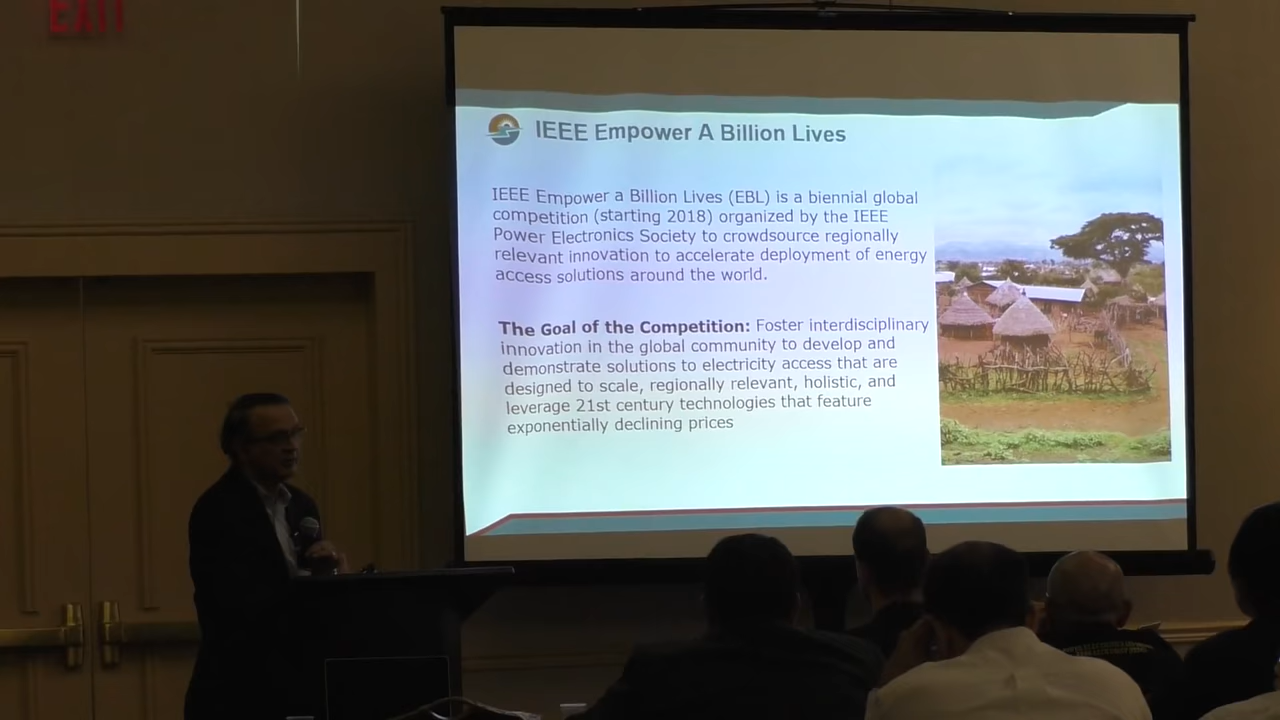 EXIT
IEEE Empower A Billion Lives
IEEE Empower a Billion Lives (EBL) is a biennial global
competition (starting 2018) organized by the IEEE
Power Electronics Society to crowdsource regionally
relevant innovation to accelerate deployment of energy
access solutions around the world.
The Goal of the Competition: Foster interdisciplinary
innovation in the global community to develop and
demonstrate solutions to electricity access that are
designed to scale, regionally relevant, holistic, and
leverage 21st century technologies that feature
exponentially declining prices